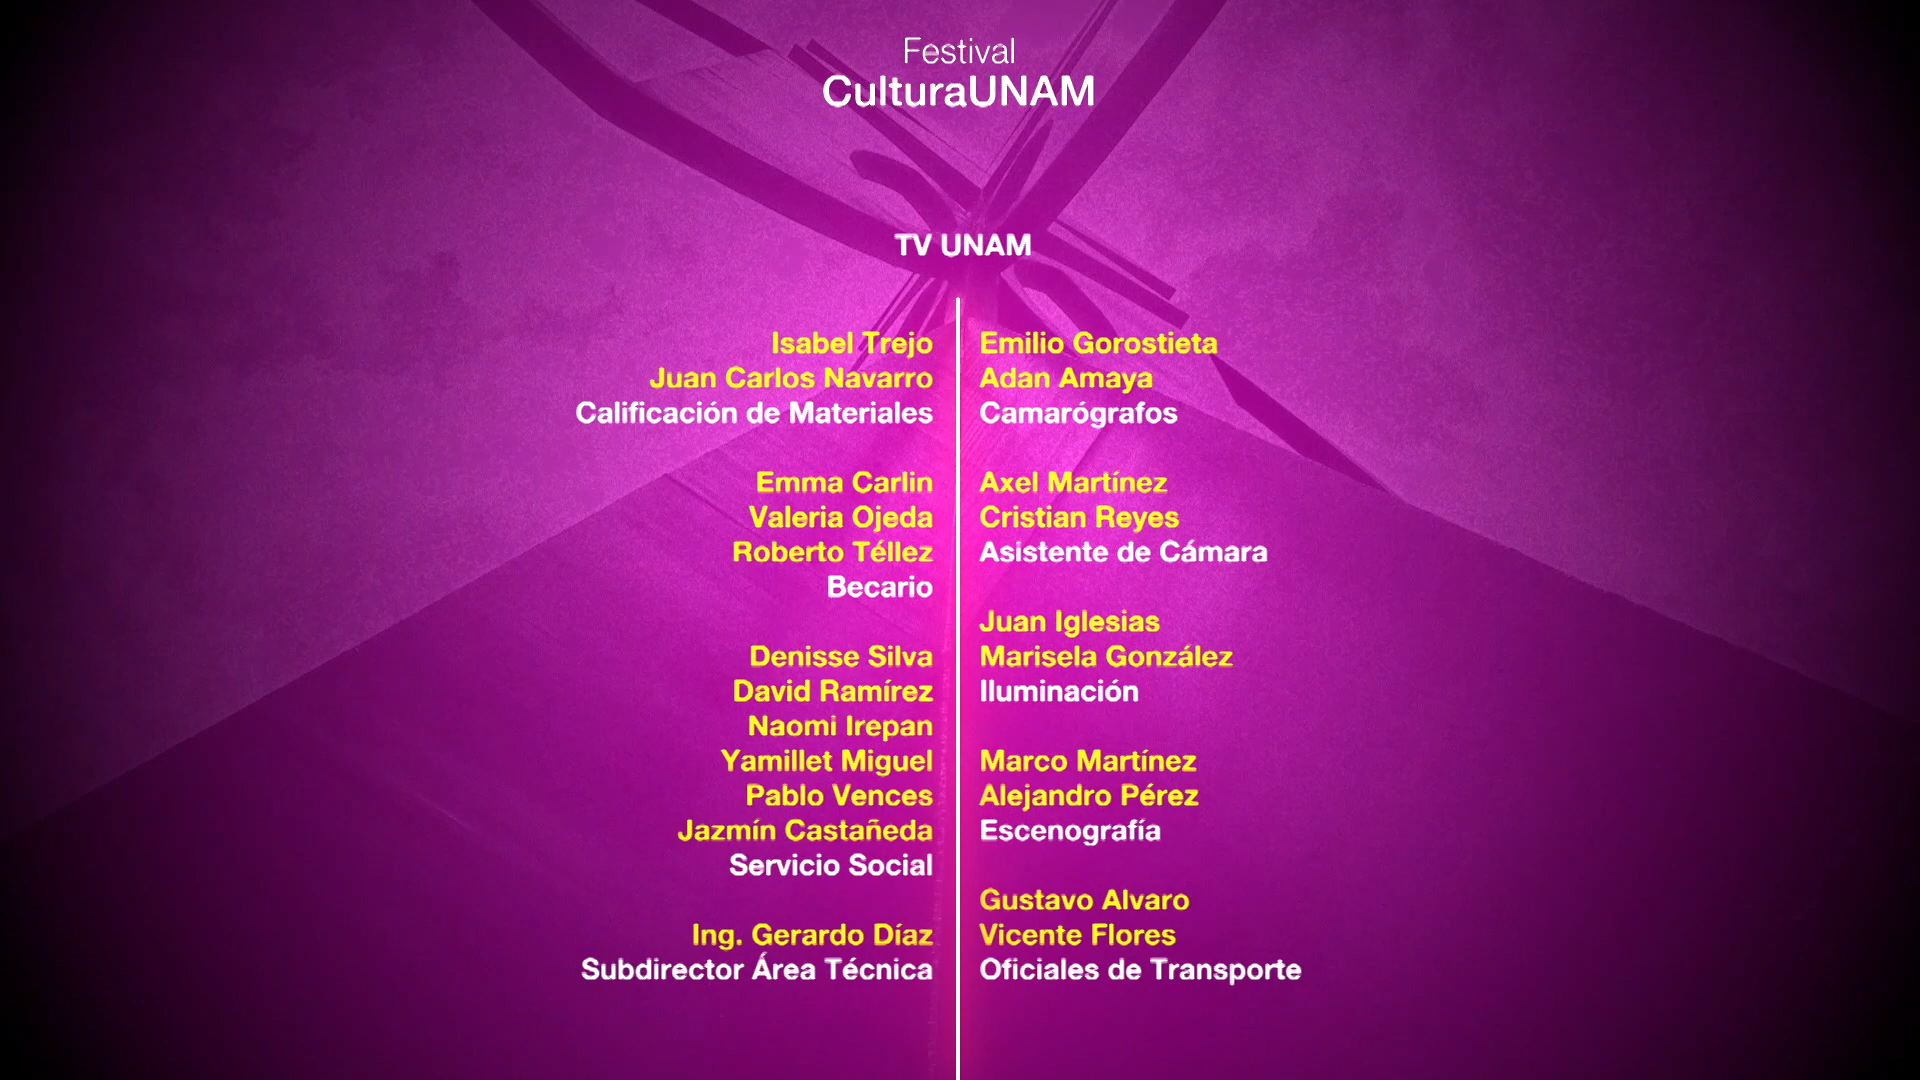 Festival
CulturaUNAM
TV UNAM
Isabel Trejo
Juan Carlos Navarro
Calificación de Materiales
Emma Carlin
Valeria Ojeda
Roberto Téllez
Becario
Denisse Silva
David Ramírez
Naomi Irepan
Yamillet Miguel
Pablo Vences
Jazmín Castañeda
Servicio Social
Ing. Gerardo Díaz
Subdirector Área Técnica
Emilio Gorostieta
Adan Amaya
Camarógrafos
Axel Martínez
Cristian Reyes
Asistente de Cámara
Juan Iglesias
Marisela González
Iluminación
Marco Martínez
Alejandro Pérez
Escenografía
Gustavo Alvaro
Vicente Flores
Oficiales de Transporte